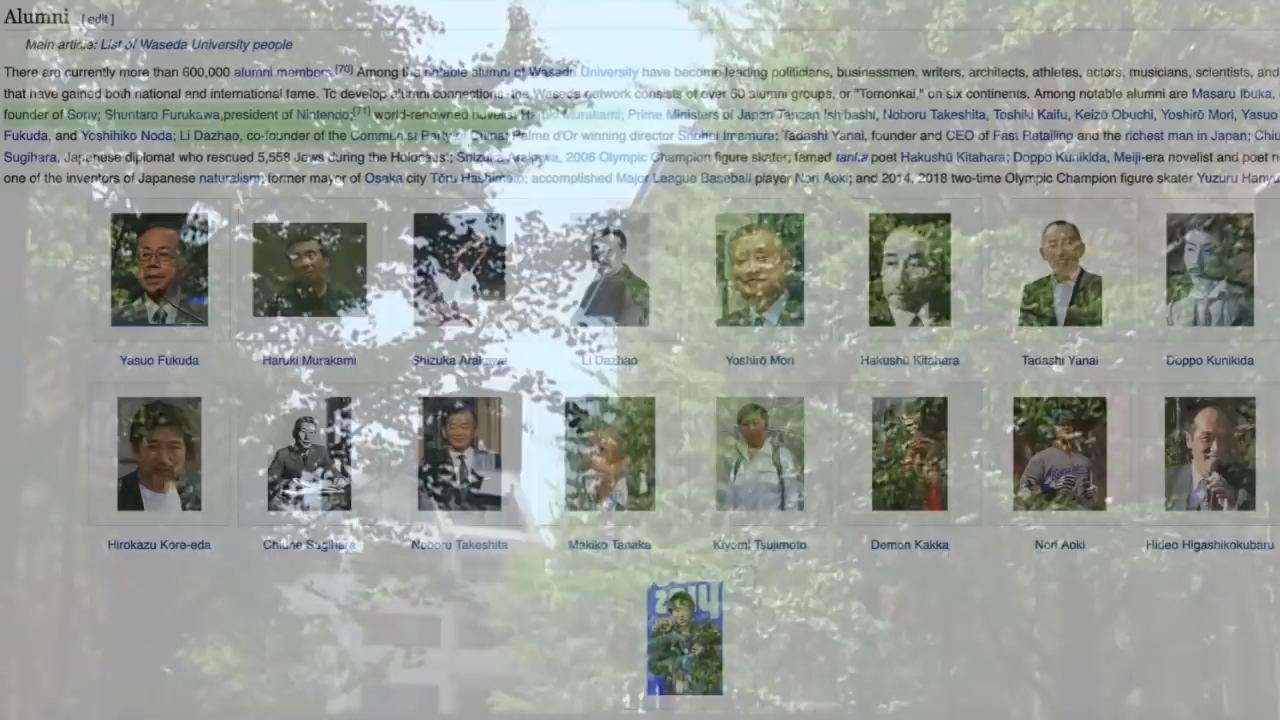 Alumni [ edit ]
Main article: List of Waseda University people
There are currently more than 600,000 alumni members.[70] Among the notable alumni of Waseda University have become leading politicians, businessmen, writers, architects, athletes, actors, musicians, scientists, and
that have gained both national and international fame. To develop alumni connections, the Waseda network consists of over 50 alumni groups, or "Tomonkai," on six continents. Among notable alumni are Masaru Ibuka,
founder of Sony; Shuntaro Furukawa,president of Nintendo;[71] world-renowned novelist Haruki Murakami, Prime Ministers of Japan Tanzan Ishibashi, Noboru Takeshita, Toshiki Kaifu, Keizō Obuchi, Yoshirō Mori, Yasuo
Fukuda, and Yoshihiko Noda; Li Dazhao, co-founder of the Communist Party of China; Palme d'Or winning director Shohei Imamura; Tadashi Yanai, founder and CEO of Fast Retailing and the richest man in Japan; Chiu
Sugihara, Japanese diplomat who rescued 5,558 Jews during the Holocaust; Shizuka Arakawa, 2006 Olympic Champion figure skater; famed tanka poet Hakushū Kitahara; Doppo Kunikida, Meiji-era novelist and poet n
one of the inventors of Japanese naturalism; former mayor of Osaka city Tōru Hashimoto; accomplished Major League Baseball player Nori Aoki; and 2014, 2018 two-time Olympic Champion figure skater Yuzuru Hanyu
Yasuo Fukuda Haruki Murakami Shizuka Arakawa Li Dazhao Yoshirō Mori Hakushū Kitahara Tadashi Yanai Doppo Kunikida
Hirokazu Kore-eda Chiune Sugihara Noboru Takeshita Makiko Tanaka Kiyomi Tsujimoto Demon Kakka Nori Aoki Hideo Higashikokubaru
2014